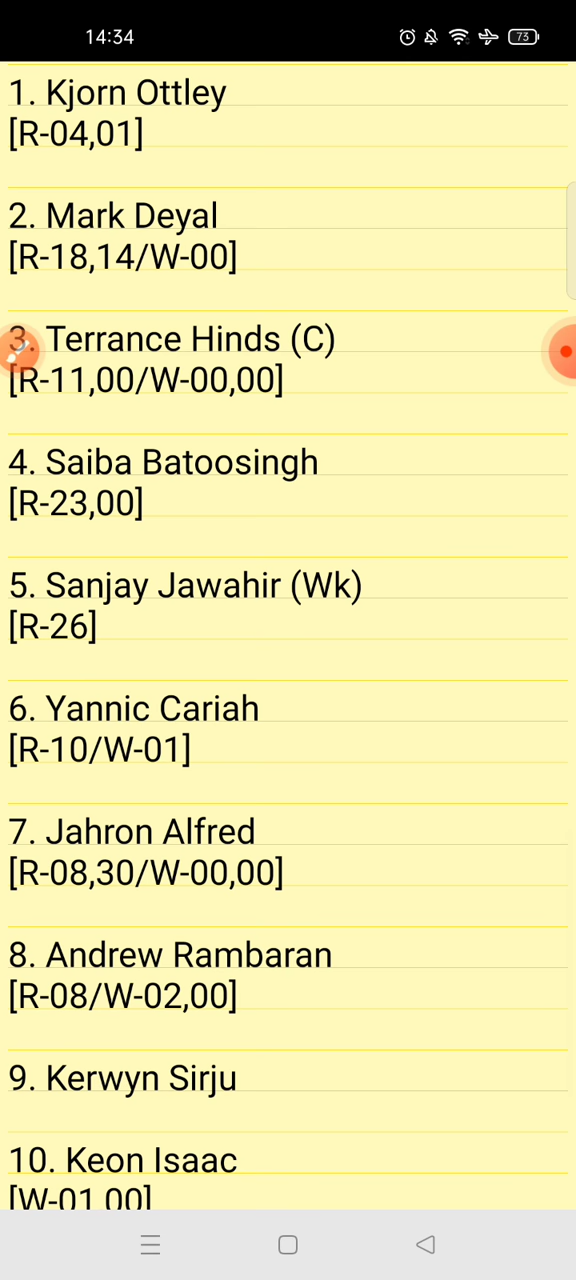 14:34
73
1. Kjorn Ottley
[R-04,01]
2. Mark Deyal
[R-18,14/W-00]
3. Terrance Hinds (C)
[R-11,00/W-00,00]
4. Saiba Batoosingh
[R-23,00]
5. Sanjay Jawahir (Wk)
[R-26]
6. Yannic Cariah
[R-10/W-01]
7. Jahron Alfred
[R-08,30/W-00,00]
8. Andrew Rambaran
[R-08/W-02,00]
9. Kerwyn Sirju
10. Keon Isaac
[W-01,00]